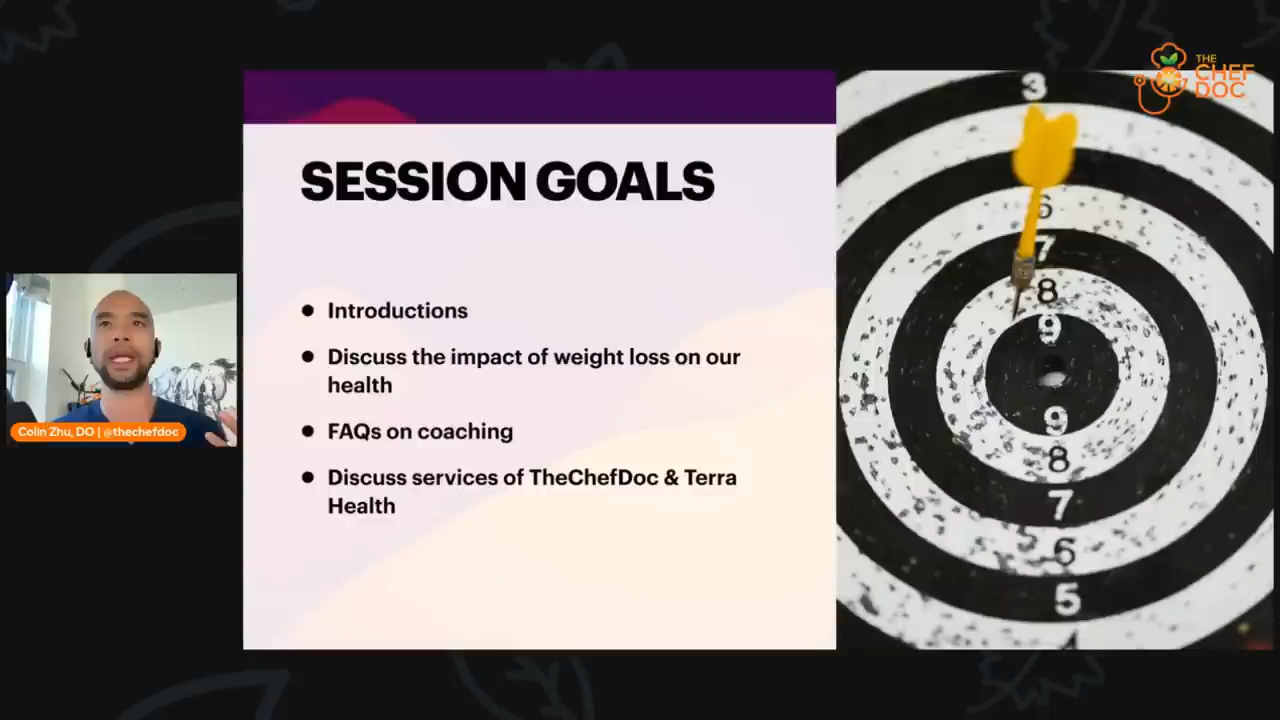 THE
CHEF
DOC
SESSION GOALS
Introductions
Discuss the impact of weight loss on our
health
FAQs on coaching
Discuss services of TheChefDoc & Terra
Health
Colin Zhu, DO | @thechefdoc
3
6
7
8
9
9
8
7
6
5